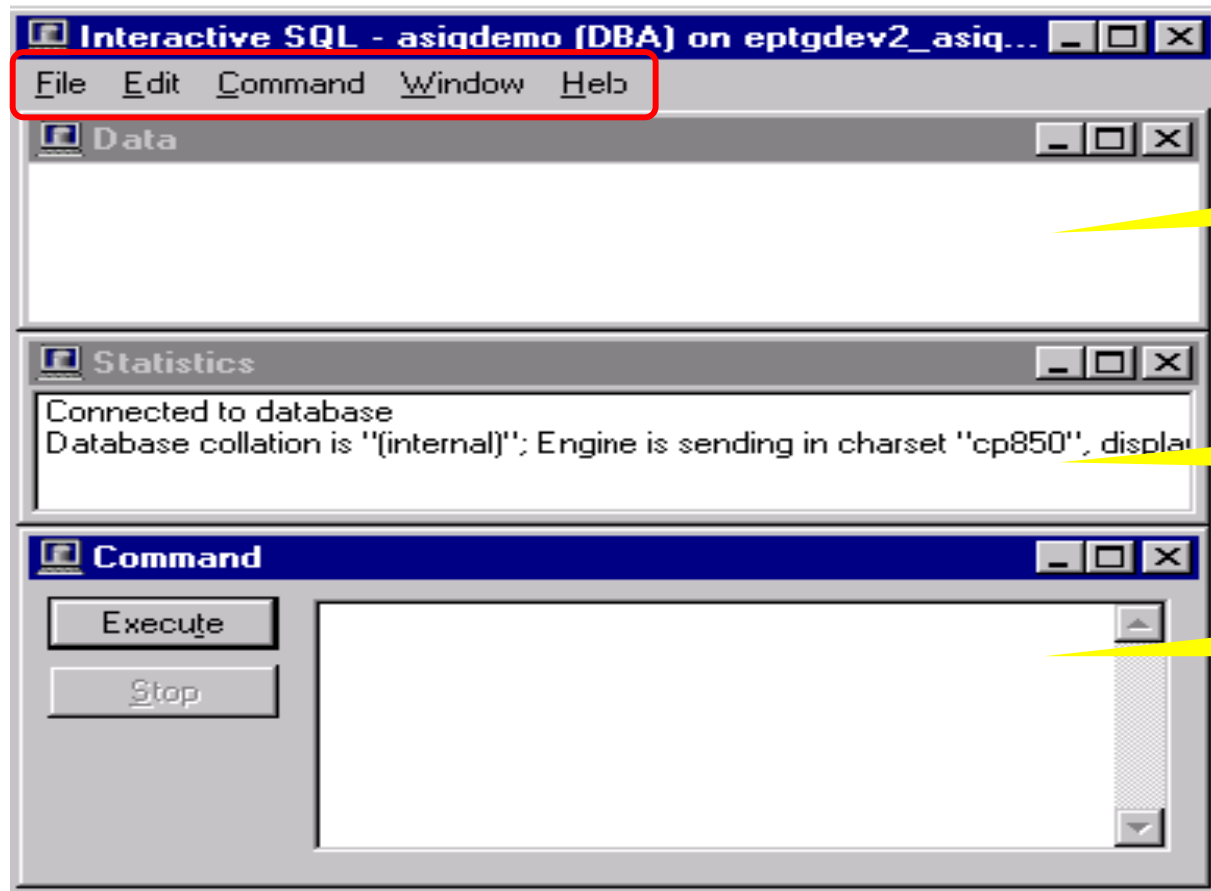 Interactive SQL - asiqdemo (DBA) on eptgdev2_asiq...
File Edit Command Window Help
Data
Statistics
Connected to database
Database collation is "(internal)"; Engine is sending in charset "cp850", display
Command
Execute
Stop